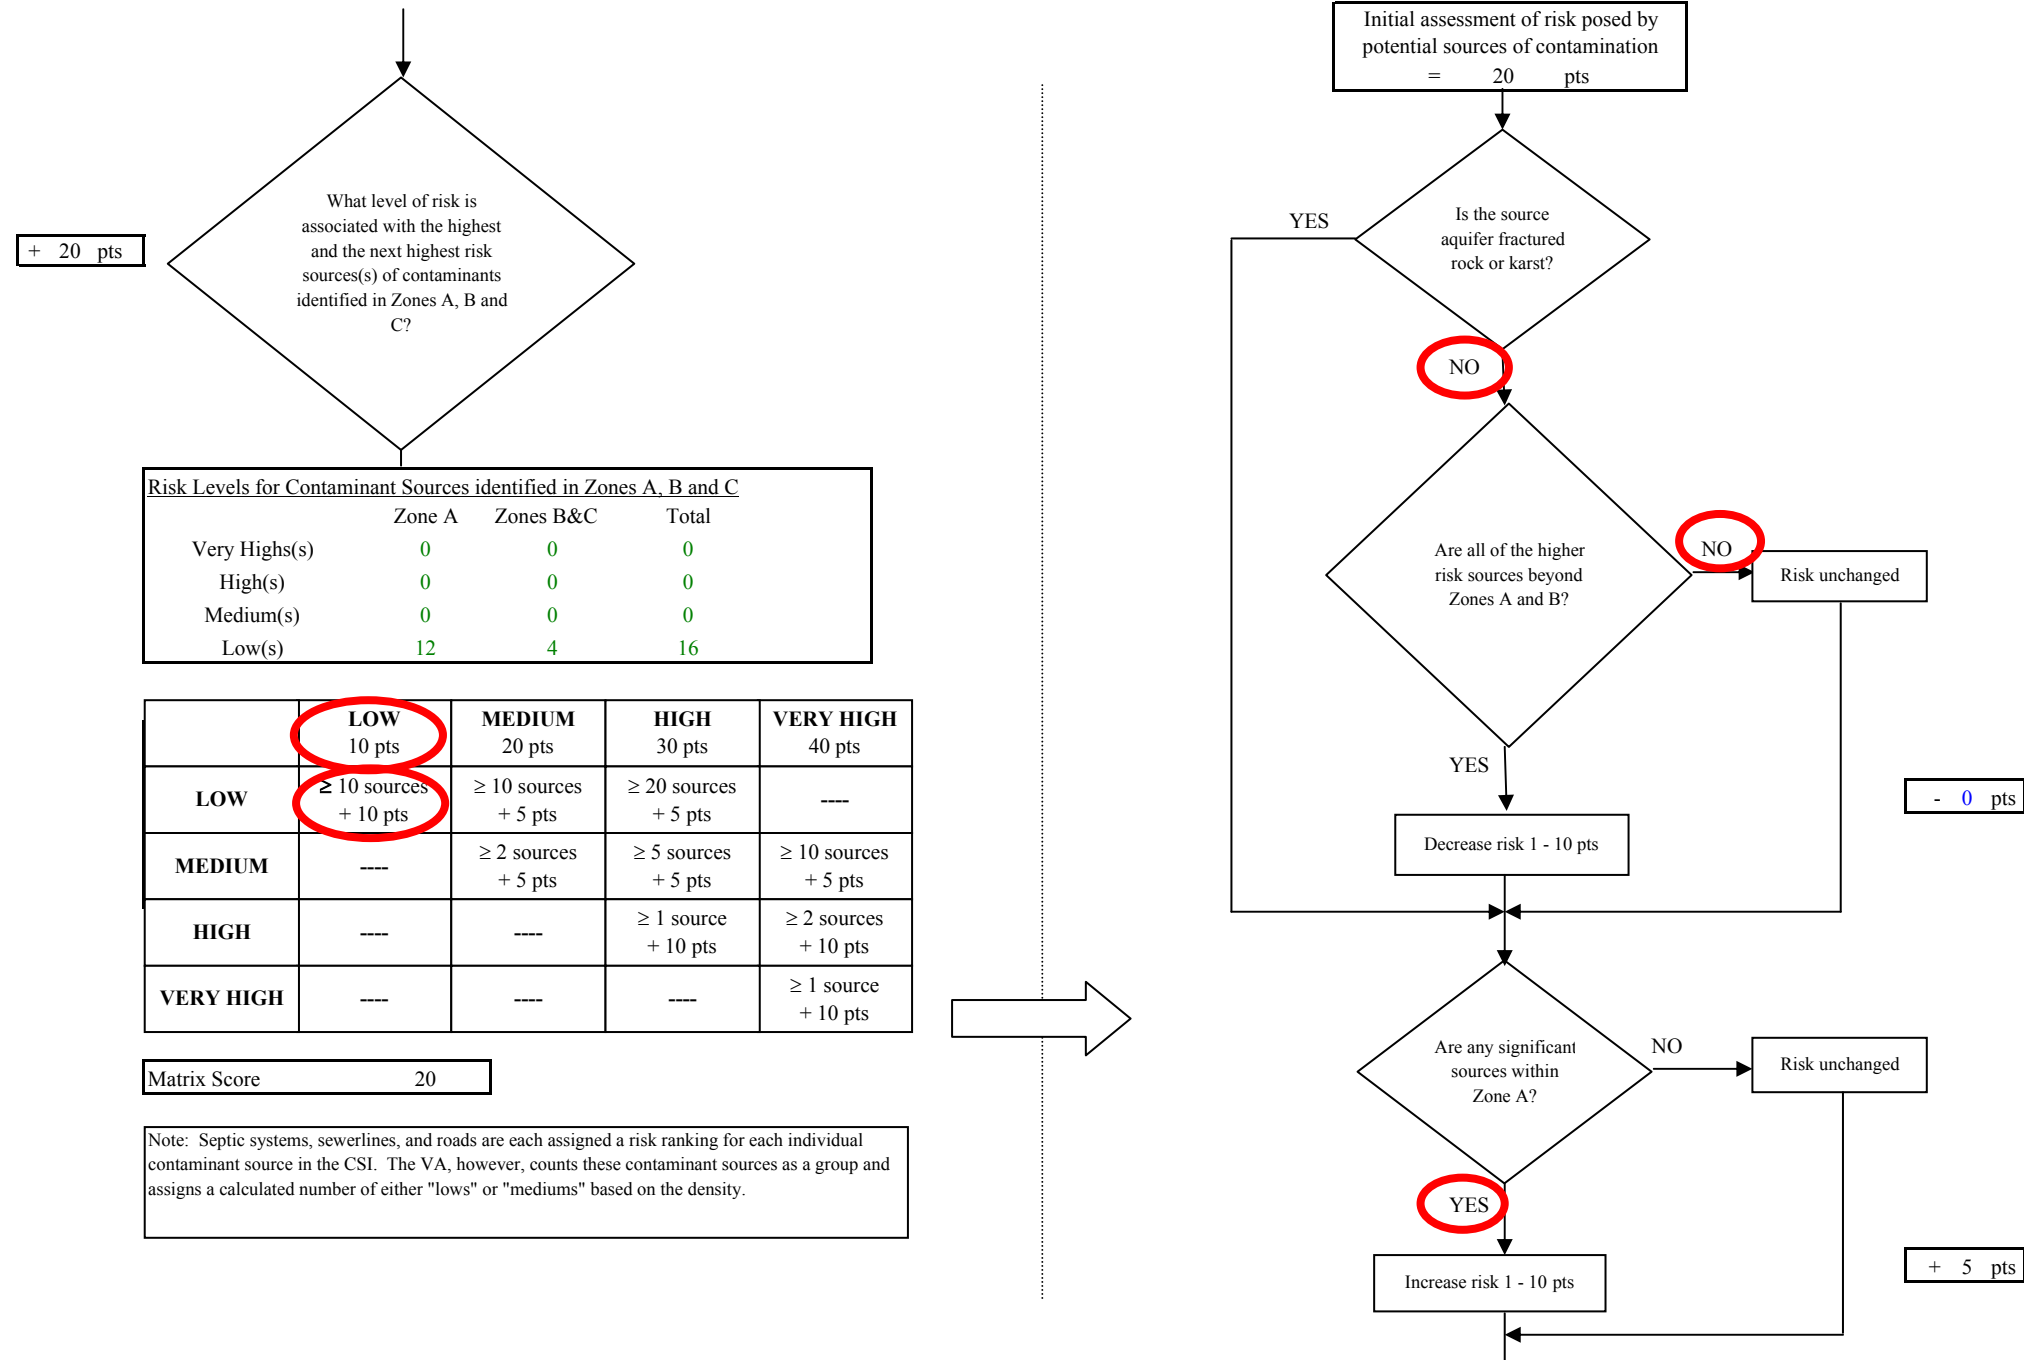 What level of risk is
associated with the highest
and the next highest risk
sources(s) of contaminants
identified in Zones A, B and
C?
+ 20 pts
Risk Levels for Contaminant Sources identified in Zones A, B and C
Zone A Zones B&C Total
Very Highs(s) 0 0 0
High(s) 0 0 0
Medium(s) 0 0 0
Low(s) 12 4 16
LOW MEDIUM HIGH VERY HIGH
10 pts 20 pts 30 pts 40 pts
LOW ≥ 10 sources ≥ 10 sources ≥ 20 sources ----
+ 10 pts + 5 pts + 5 pts
MEDIUM ---- ≥ 2 sources ≥ 5 sources ≥ 10 sources
+ 5 pts + 5 pts + 5 pts
HIGH ---- ---- ≥ 1 source ≥ 2 sources
+ 10 pts + 10 pts
VERY HIGH ---- ---- ---- ≥ 1 source
+ 10 pts
Matrix Score 20
Note: Septic systems, sewerlines, and roads are each assigned a risk ranking for each individual
contaminant source in the CSI. The VA, however, counts these contaminant sources as a group and
assigns a calculated number of either "lows" or "mediums" based on the density.
Initial assessment of risk posed by
potential sources of contamination
= 20 pts
Is the source
aquifer fractured
rock or karst?
YES
NO
Are all of the higher
risk sources beyond
Zones A and B?
NO
Risk unchanged
YES
Decrease risk 1 - 10 pts
- 0 pts
Are any significant
sources within
Zone A?
NO
Risk unchanged
YES
Increase risk 1 - 10 pts
+ 5 pts